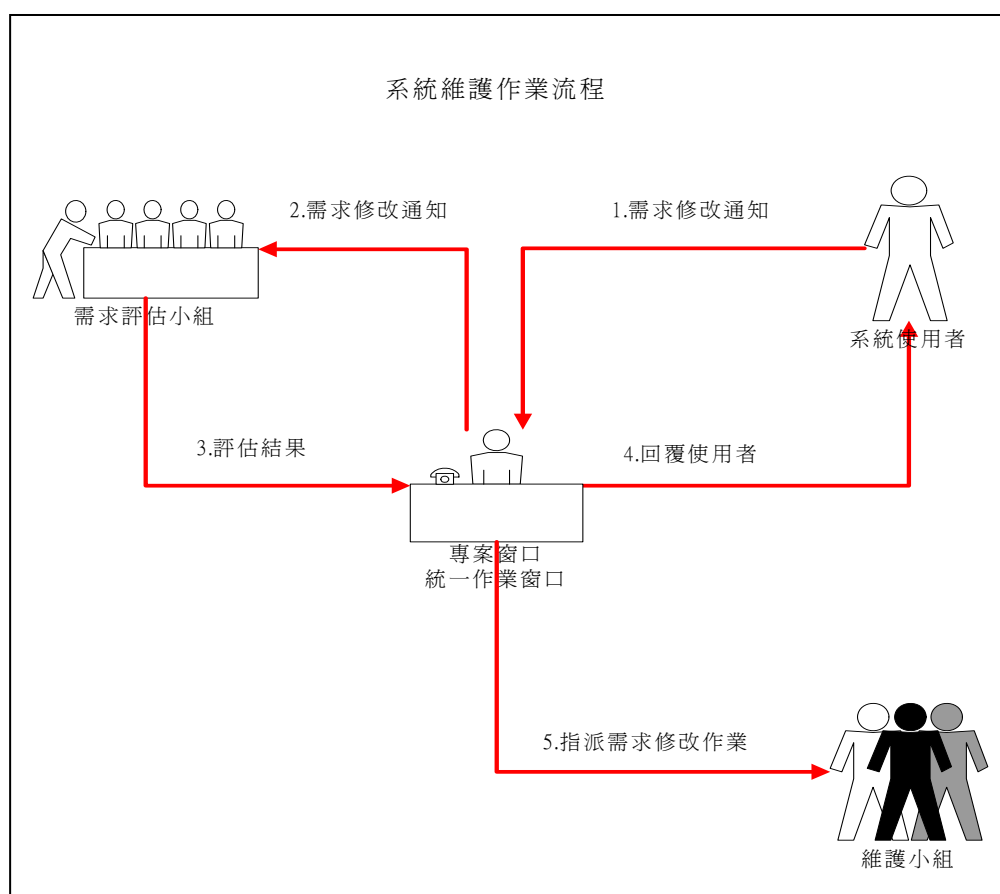 系統維護作業流程
2.需求修改通知
1.需求修改通知
需求評估小組
系統使用者
3.評估結果
4.回覆使用者
專案窗口
統一作業窗口
5.指派需求修改作業
維護小組